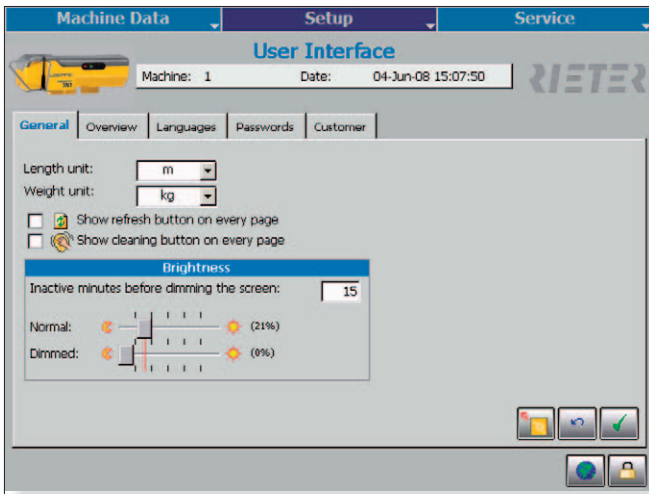 Machine Data Setup Service
User Interface
Machine: 1 Date: 04-Jun-08 15:07:50
RIETER
General Overview Languages Passwords Customer
Length unit: m
Weight unit: kg
Show refresh button on every page
Show cleaning button on every page
Brightness
Inactive minutes before dimming the screen: 15
Normal: (21%)
Dimmed: (0%)